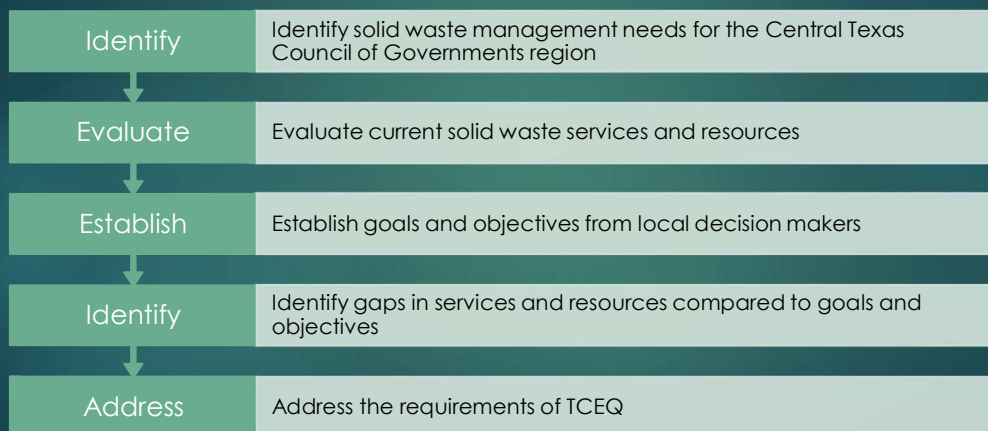 Identify
Identify solid waste management needs for the Central Texas
Council of Governments region
Evaluate
Evaluate current solid waste services and resources
Establish
Establish goals and objectives from local decision makers
Identify
Identify gaps in services and resources compared to goals and
objectives
Address
Address the requirements of TCEQ